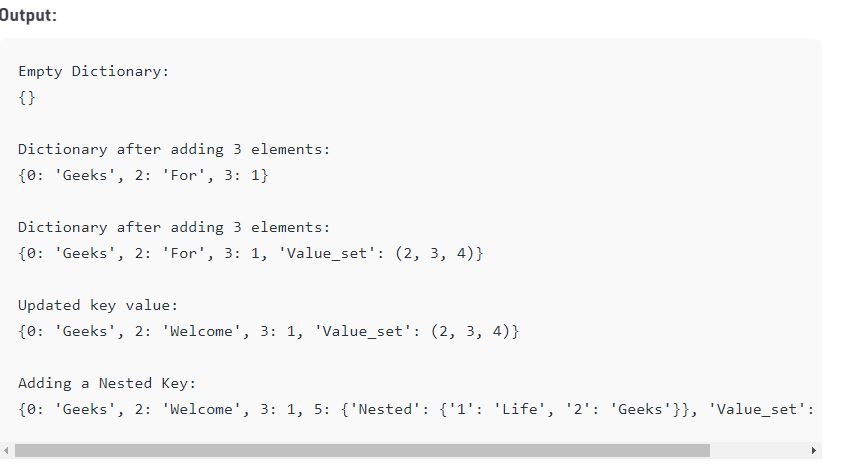 Output:
Empty Dictionary:
{}
Dictionary after adding 3 elements:
{0: 'Geeks', 2: 'For', 3: 1}
Dictionary after adding 3 elements:
{0: 'Geeks', 2: 'For', 3: 1, 'Value_set': (2, 3, 4)}
Updated key value:
{0: 'Geeks', 2: 'Welcome', 3: 1, 'Value_set': (2, 3, 4)}
Adding a Nested Key:
{0: 'Geeks', 2: 'Welcome', 3: 1, 5: {'Nested': {'1': 'Life', '2': 'Geeks'}}, 'Value_set':